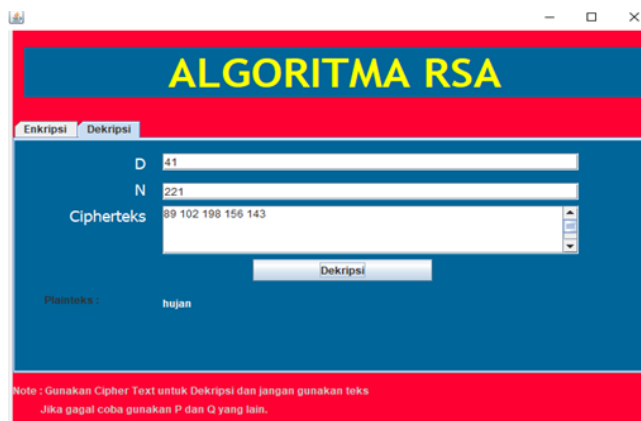 ALGORITMA RSA
Enkripsi Dekripsi
D 41
N 221
Cipherteks 89 102 198 156 143
Dekripsi
Plainteks : hujan
Note : Gunakan Cipher Text untuk Dekripsi dan jangan gunakan teks
Jika gagal coba gunakan P dan Q yang lain.